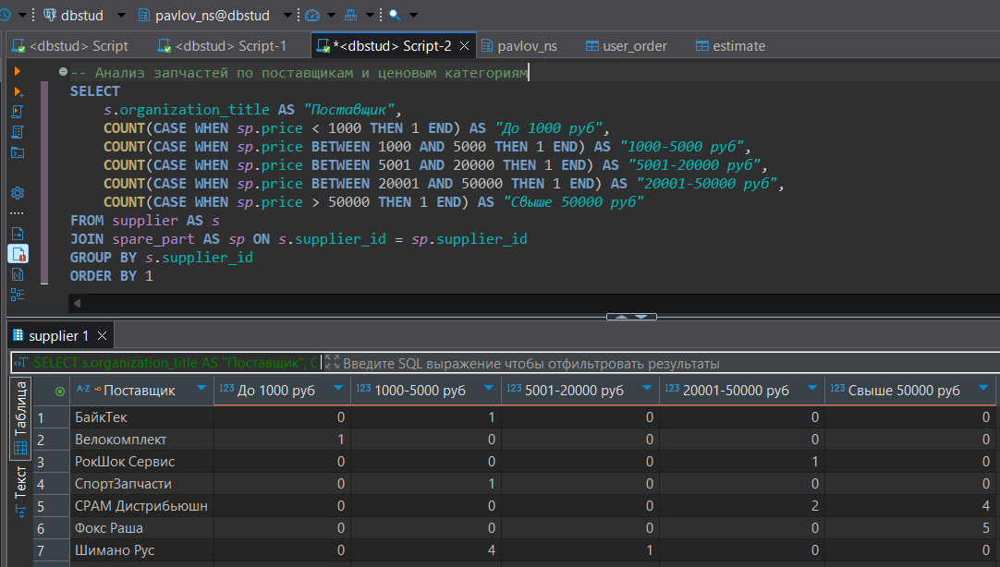 dbstud pavlov_ns@dbstud
<dbstud> Script <dbstud> Script-1 *<dbstud> Script-2 pavlov_ns user_order estimate
-- Анализ запчастей по поставщикам и ценовым категориям
SELECT
s.organization_title AS "Поставщик",
COUNT(CASE WHEN sp.price < 1000 THEN 1 END) AS "До 1000 руб",
COUNT(CASE WHEN sp.price BETWEEN 1000 AND 5000 THEN 1 END) AS "1000-5000 руб",
COUNT(CASE WHEN sp.price BETWEEN 5001 AND 20000 THEN 1 END) AS "5001-20000 руб",
COUNT(CASE WHEN sp.price BETWEEN 20001 AND 50000 THEN 1 END) AS "20001-50000 руб",
COUNT(CASE WHEN sp.price > 50000 THEN 1 END) AS "Свыше 50000 руб"
FROM supplier AS s
JOIN spare_part AS sp ON s.supplier_id = sp.supplier_id
GROUP BY s.supplier_id
ORDER BY 1
supplier 1
SELECT s.organization_title AS "Поставщик", C Введите SQL выражение чтобы отфильтровать результаты
Таблица
Текст
A-Z Поставщик 123 До 1000 руб 123 1000-5000 руб 123 5001-20000 руб 123 20001-50000 руб 123 Свыше 50000 руб
1 БайкТек 0 1 0 0 0
2 Велокомплект 1 0 0 0 0
3 РокШок Сервис 0 0 0 1 0
4 СпортЗапчасти 0 1 0 0 0
5 СРАМ Дистрибьюшн 0 0 0 2 4
6 Фокс Раша 0 0 0 0 5
7 Шимано Рус 0 4 1 0 0